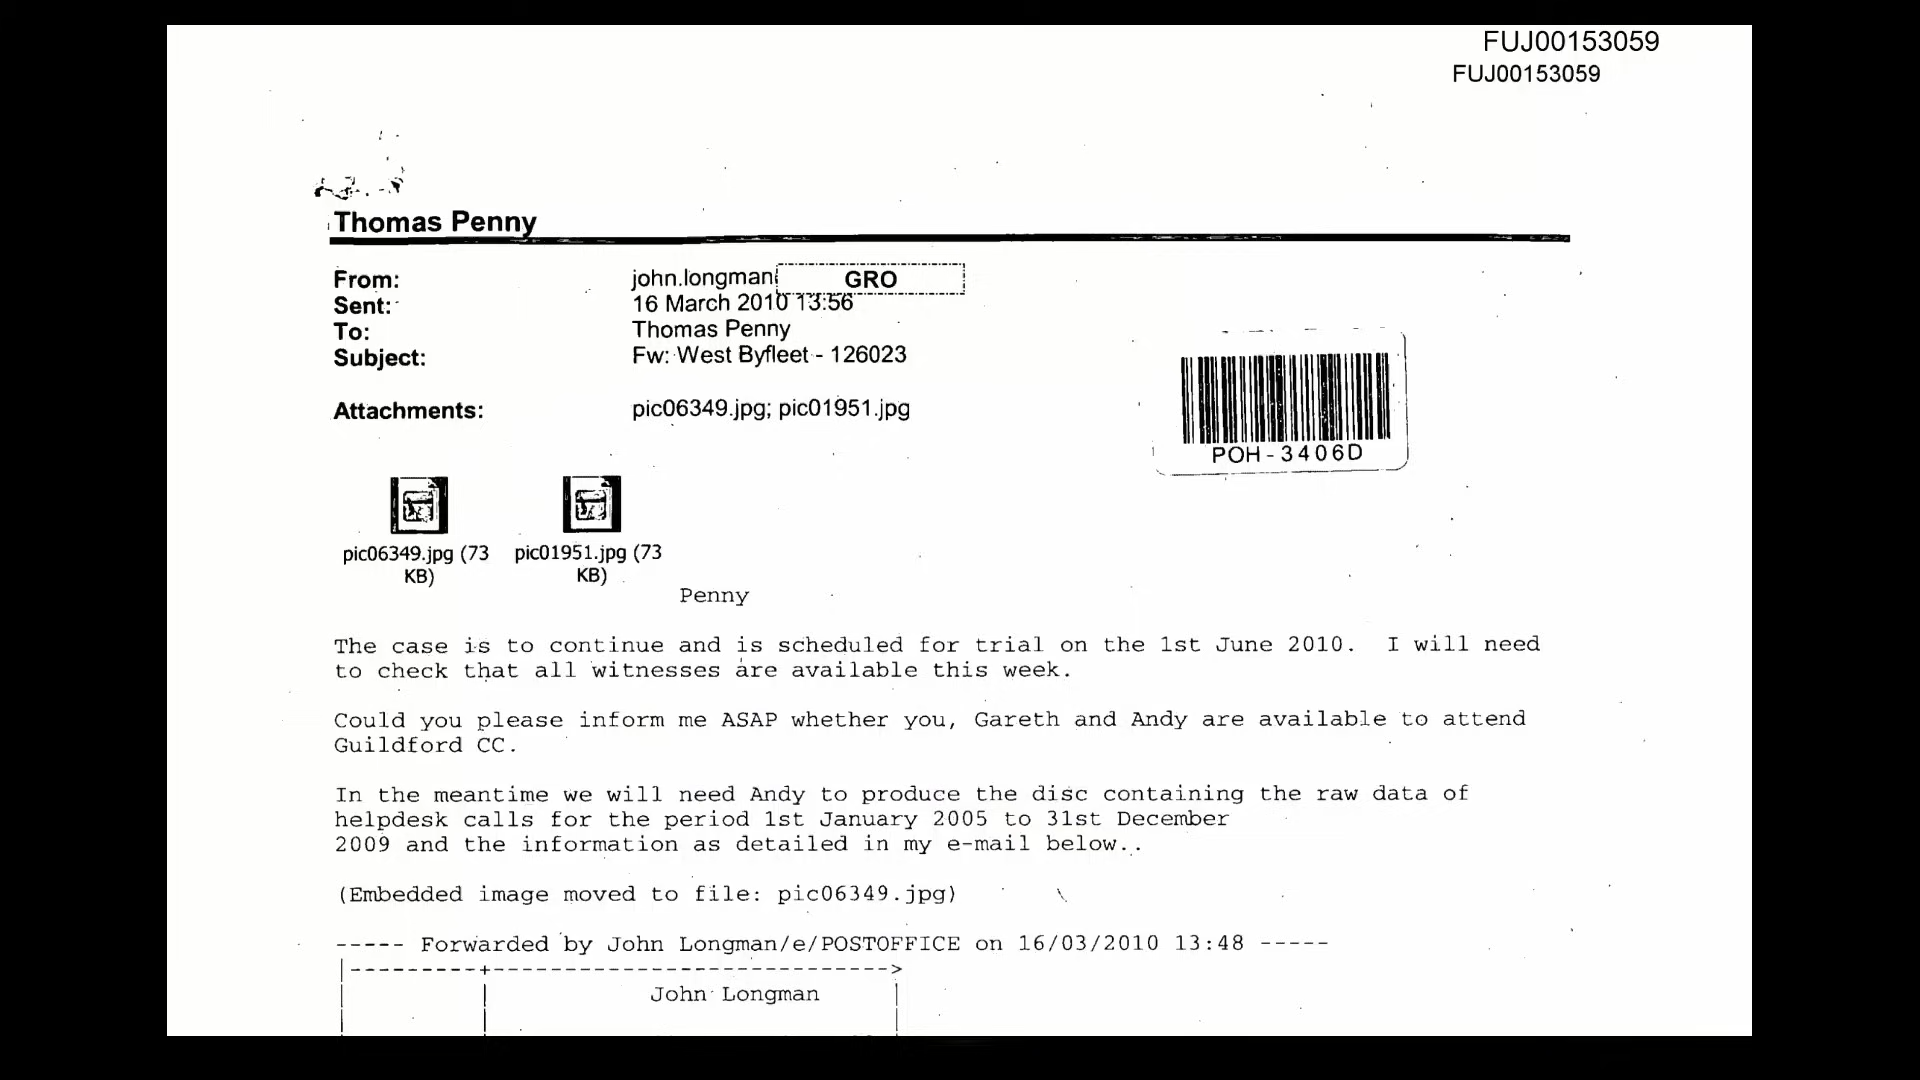 FUJ00153059
FUJ00153059
Thomas Penny
From: john.longman GRO
Sent: 16 March 2010 13:56
To: Thomas Penny
Subject: Fw: West Byfleet - 126023
Attachments: pic06349.jpg; pic01951.jpg
POH-3406D
pic06349.jpg (73 KB)
pic01951.jpg (73 KB)
Penny
The case is to continue and is scheduled for trial on the 1st June 2010. I will need
to check that all witnesses are available this week.
Could you please inform me ASAP whether you, Gareth and Andy are available to attend
Guildford CC.
In the meantime we will need Andy to produce the disc containing the raw data of
helpdesk calls for the period 1st January 2005 to 31st December
2009 and the information as detailed in my e-mail below..
(Embedded image moved to file: pic06349.jpg)
----- Forwarded by John Longman/e/POSTOFFICE on 16/03/2010 13:48 -----
|---------+---------------------------->
| | John Longman |